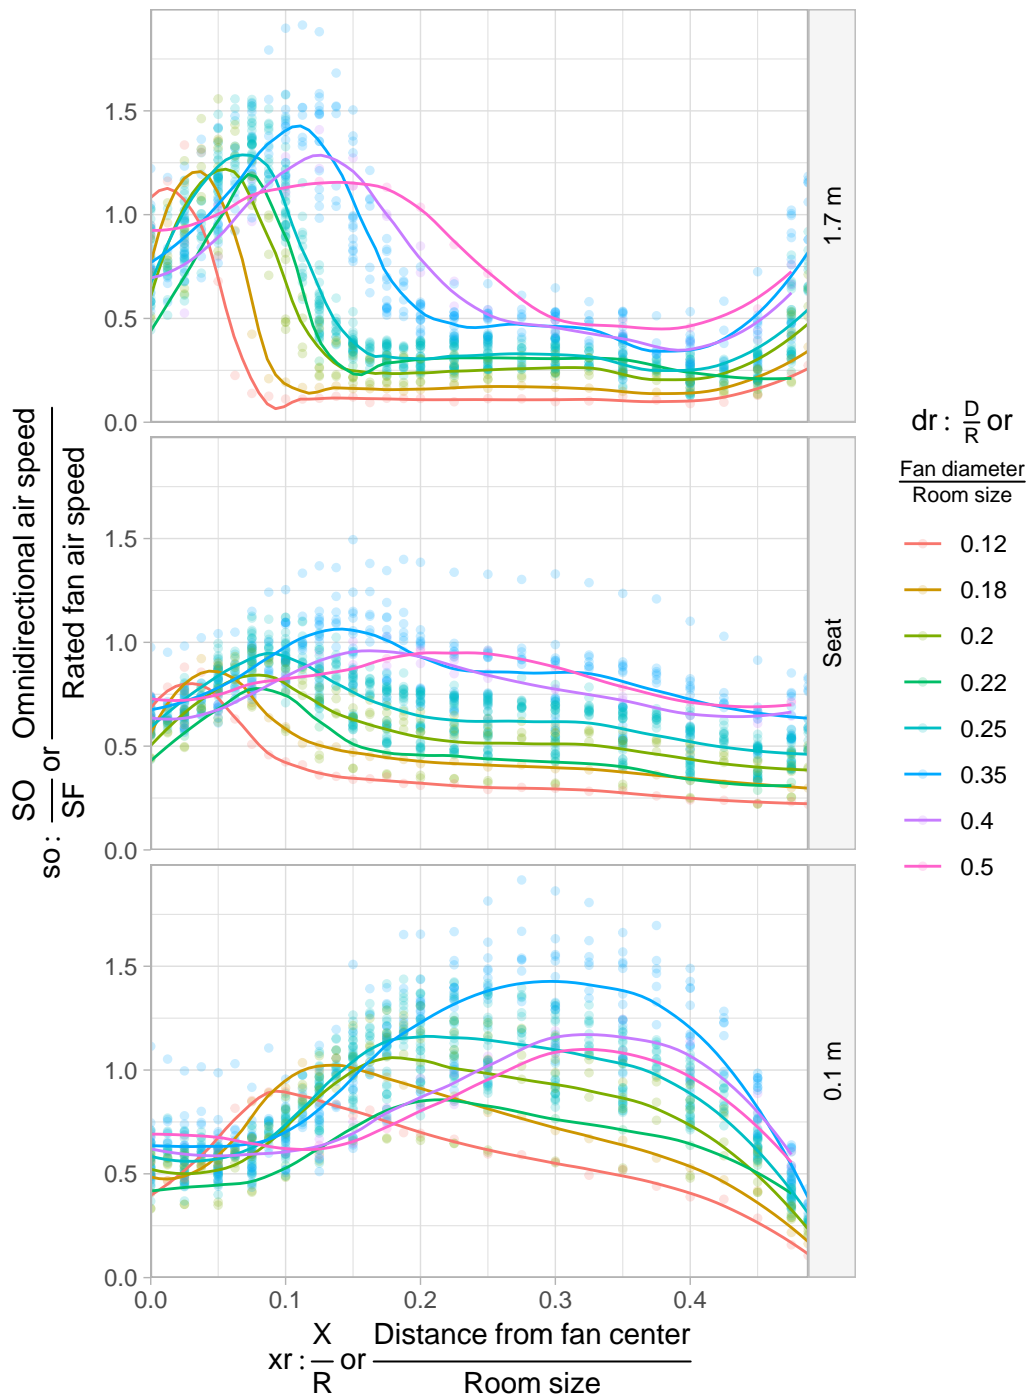 1.5
1.0
0.5
0.0
1.7 m
1.5
1.0
0.5
0.0
Seat
1.5
1.0
0.5
0.0
0.1 m
0.0 0.1 0.2 0.3 0.4
so : SO/SF or Omnidirectional air speed/Rated fan air speed
xr : X/R or Distance from fan center/Room size
dr : D/R or
Fan diameter
Room size
0.12
0.18
0.2
0.22
0.25
0.35
0.4
0.5